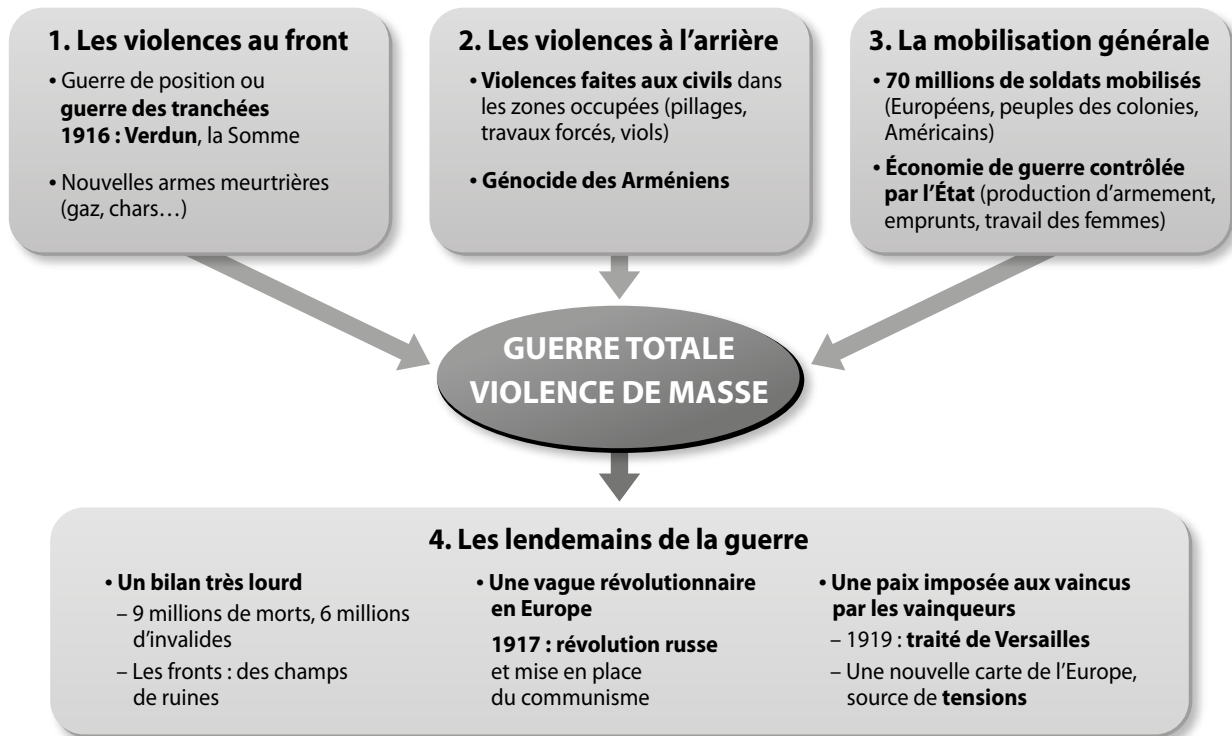 1. Les violences au front
• Guerre de position ou
guerre des tranchées
1916 : Verdun, la Somme
• Nouvelles armes meurtrières
(gaz, chars…)
2. Les violences à l’arrière
• Violences faites aux civils dans
les zones occupées (pillages,
travaux forcés, viols)
• Génocide des Arméniens
3. La mobilisation générale
• 70 millions de soldats mobilisés
(Européens, peuples des colonies,
Américains)
• Économie de guerre contrôlée
par l’État (production d’armement,
emprunts, travail des femmes)
GUERRE TOTALE
VIOLENCE DE MASSE
4. Les lendemains de la guerre
• Un bilan très lourd
– 9 millions de morts, 6 millions
d’invalides
– Les fronts : des champs
de ruines
• Une vague révolutionnaire
en Europe
1917 : révolution russe
et mise en place
du communisme
• Une paix imposée aux vaincus
par les vainqueurs
– 1919 : traité de Versailles
– Une nouvelle carte de l’Europe,
source de tensions